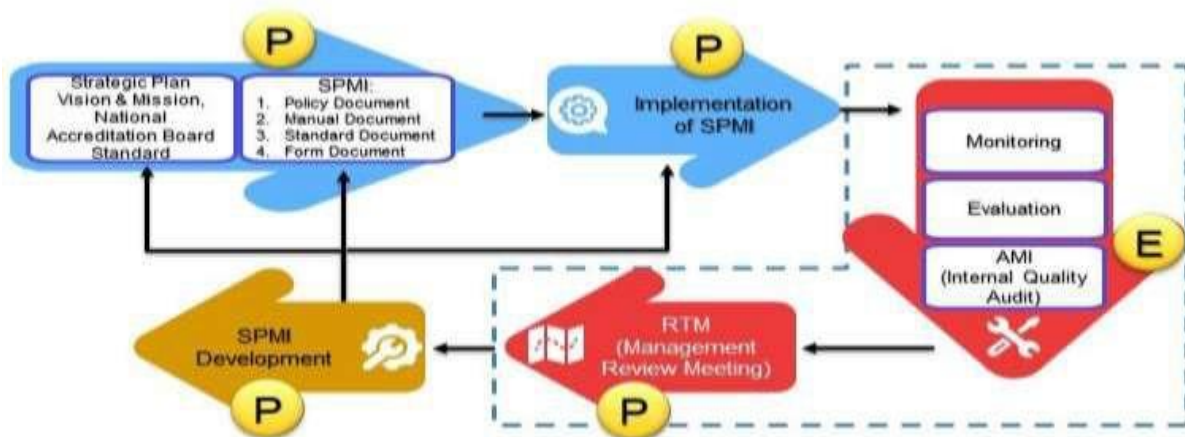 P
Strategic Plan
Vision & Mission,
National
Accreditation Board
Standard
SPMI:
1. Policy Document
2. Manual Document
3. Standard Document
4. Form Document
P
Implementation
of SPMI
Monitoring
Evaluation
AMI
(Internal Quality
Audit)
E
RTM
(Management
Review Meeting)
P
SPMI
Development
P